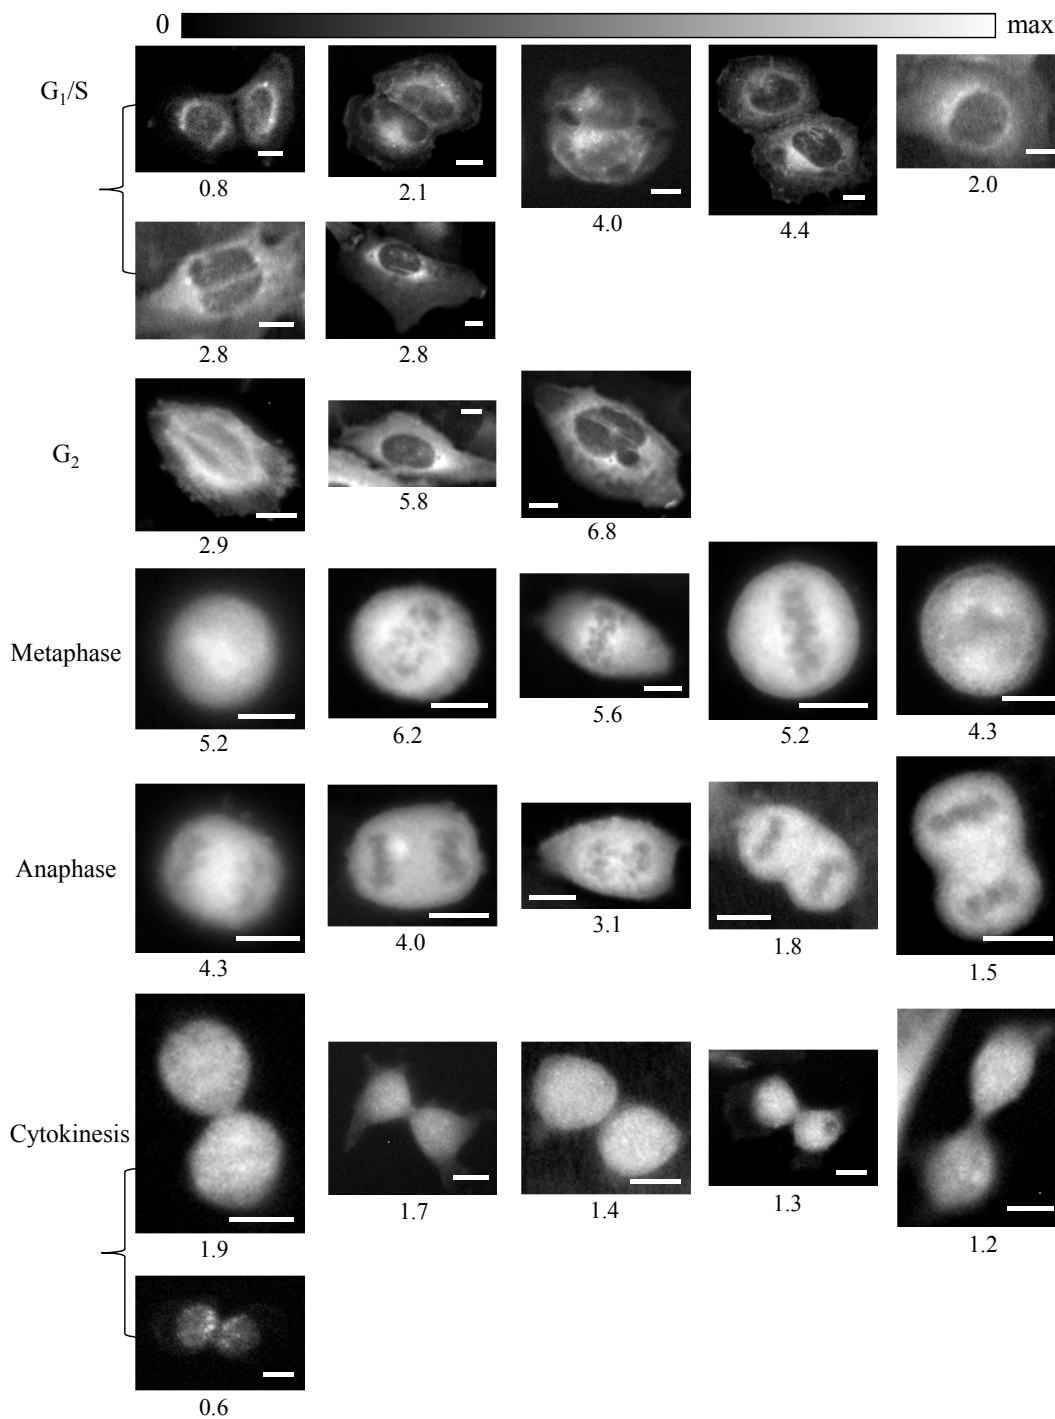 0 max
G₁/S
0.8 2.1 4.0 4.4 2.0
2.8 2.8
G₂
2.9 5.8 6.8
Metaphase
5.2 6.2 5.6 5.2 4.3
Anaphase
4.3 4.0 3.1 1.8 1.5
Cytokinesis
1.9 1.7 1.4 1.3 1.2
0.6